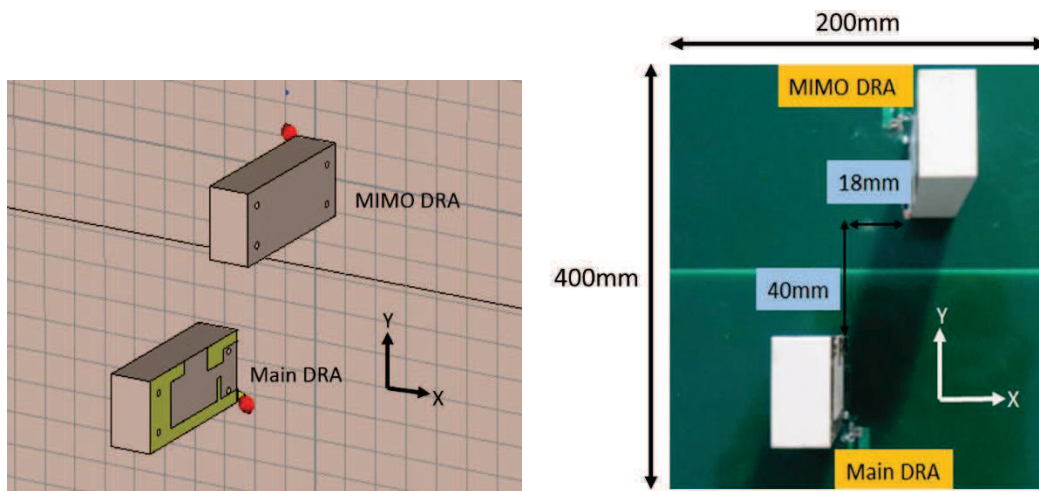 MIMO DRA
Main DRA
Y
X
200mm
400mm
MIMO DRA
18mm
40mm
Y
X
Main DRA